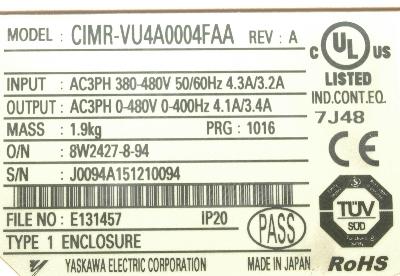 MODEL : CIMR-VU4A0004FAA REV : A
INPUT : AC3PH 380-480V 50/60Hz 4.3A/3.2A
OUTPUT : AC3PH 0-480V 0-400Hz 4.1A/3.4A
MASS : 1.9kg PRG : 1016
O/N : 8W2427-8-94
S/N : J0094A151210094
FILE NO : E131457 IP20
TYPE 1 ENCLOSURE
YASKAWA ELECTRIC CORPORATION MADE IN JAPAN
PASS
C UL US
LISTED
IND.CONT.EQ.
7J48
CE
TÜV
SÜD
RoHS